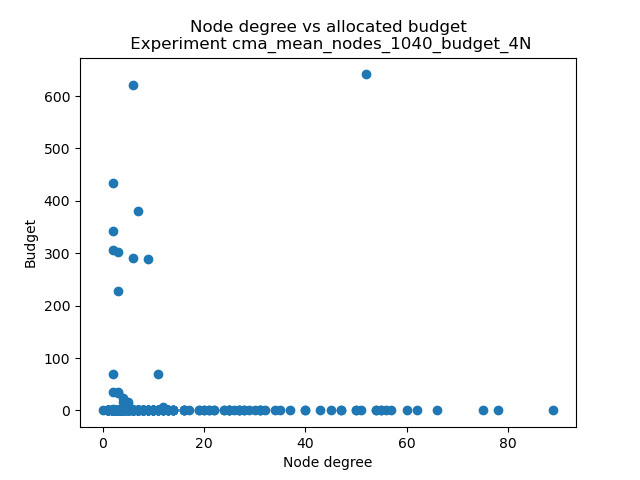 Node degree vs allocated budget
Experiment cma_mean_nodes_1040_budget_4N
600
500
400
300
200
100
0
Budget
0 20 40 60 80
Node degree